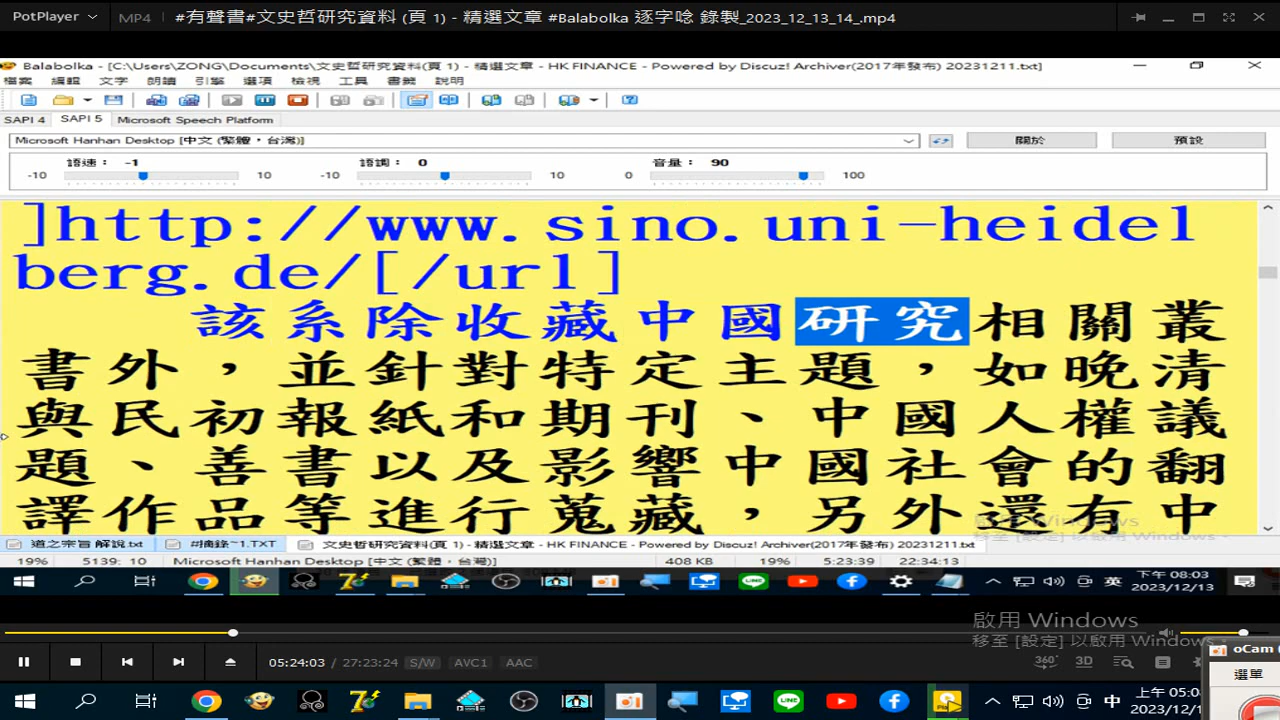 PotPlayer MP4 #有聲書#文史哲研究資料 (頁 1) - 精選文章 #Balabolka 逐字唸 錄製_2023_12_13_14_.mp4
Balabolka - [C:\Users\ZONG\Documents\文史哲研究資料(頁 1) - 精選文章 - HK FINANCE - Powered by Discuz! Archiver(2017年發布) 20231211.txt]
檔案 編輯 文字 朗讀 引擎 選項 檢視 工具 書籤 說明
SAPI 4 SAPI 5 Microsoft Speech Platform
Microsoft Hanhan Desktop [中文 (繁體，台灣)] 關於 預設
語速： -1 語調： 0 音量： 90
-10 10 -10 10 0 100
]http://www.sino.uni-heidel
berg.de/[/url]
該系除收藏中國研究相關叢
書外，並針對特定主題，如晚清
與民初報紙和期刊、中國人權議
題、善書以及影響中國社會的翻
譯作品等進行蒐藏，另外還有中
啟用 Windows
移至 [設定] 以啟用 Windows。
道之宗旨 解說.txt #摘錄~1.TXT 文史哲研究資料(頁 1) - 精選文章 - HK FINANCE - Powered by Discuz! Archiver(2017年發布) 20231211.txt
19% 5139: 10 Microsoft Hanhan Desktop [中文 (繁體，台灣)] 408 KB 19% 5:23:39 22:34:13
英 下午 08:03
2023/12/13
啟用 Windows
移至 [設定] 以啟用 Windows。
05:24:03 / 27:23:24 S/W AVC1 AAC 360° 3D
oCam (
選單
中 上午 05:0
2023/12/1